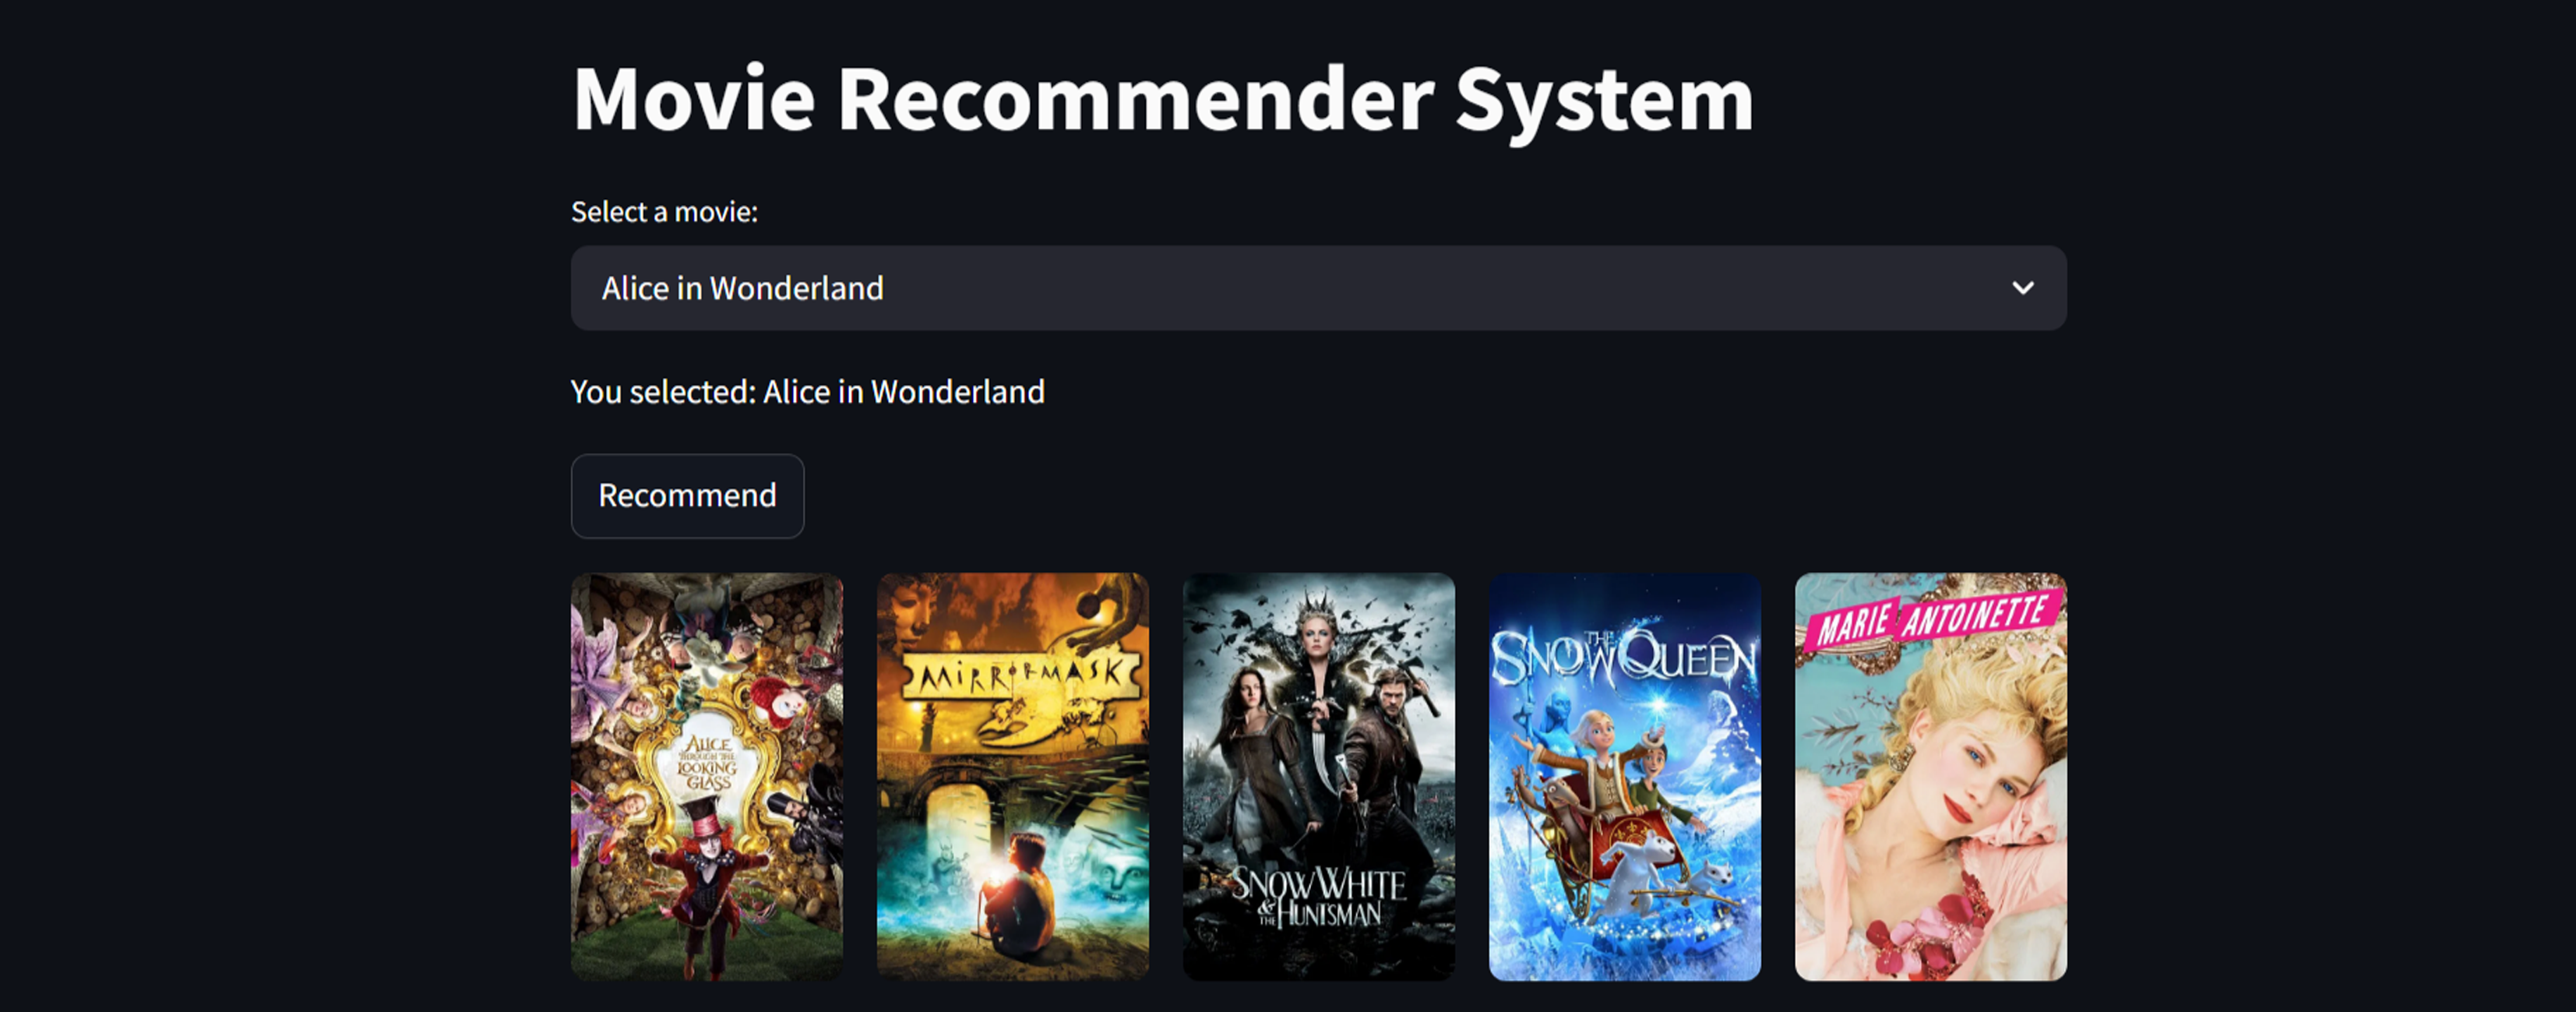 Movie Recommender System
Select a movie:
Alice in Wonderland
You selected: Alice in Wonderland
Recommend
ALICE
THROUGH THE
LOOKING
GLASS
MIRRORMASK
SNOW WHITE
& THE HUNTSMAN
THE
SNOW QUEEN
MARIE ANTOINETTE